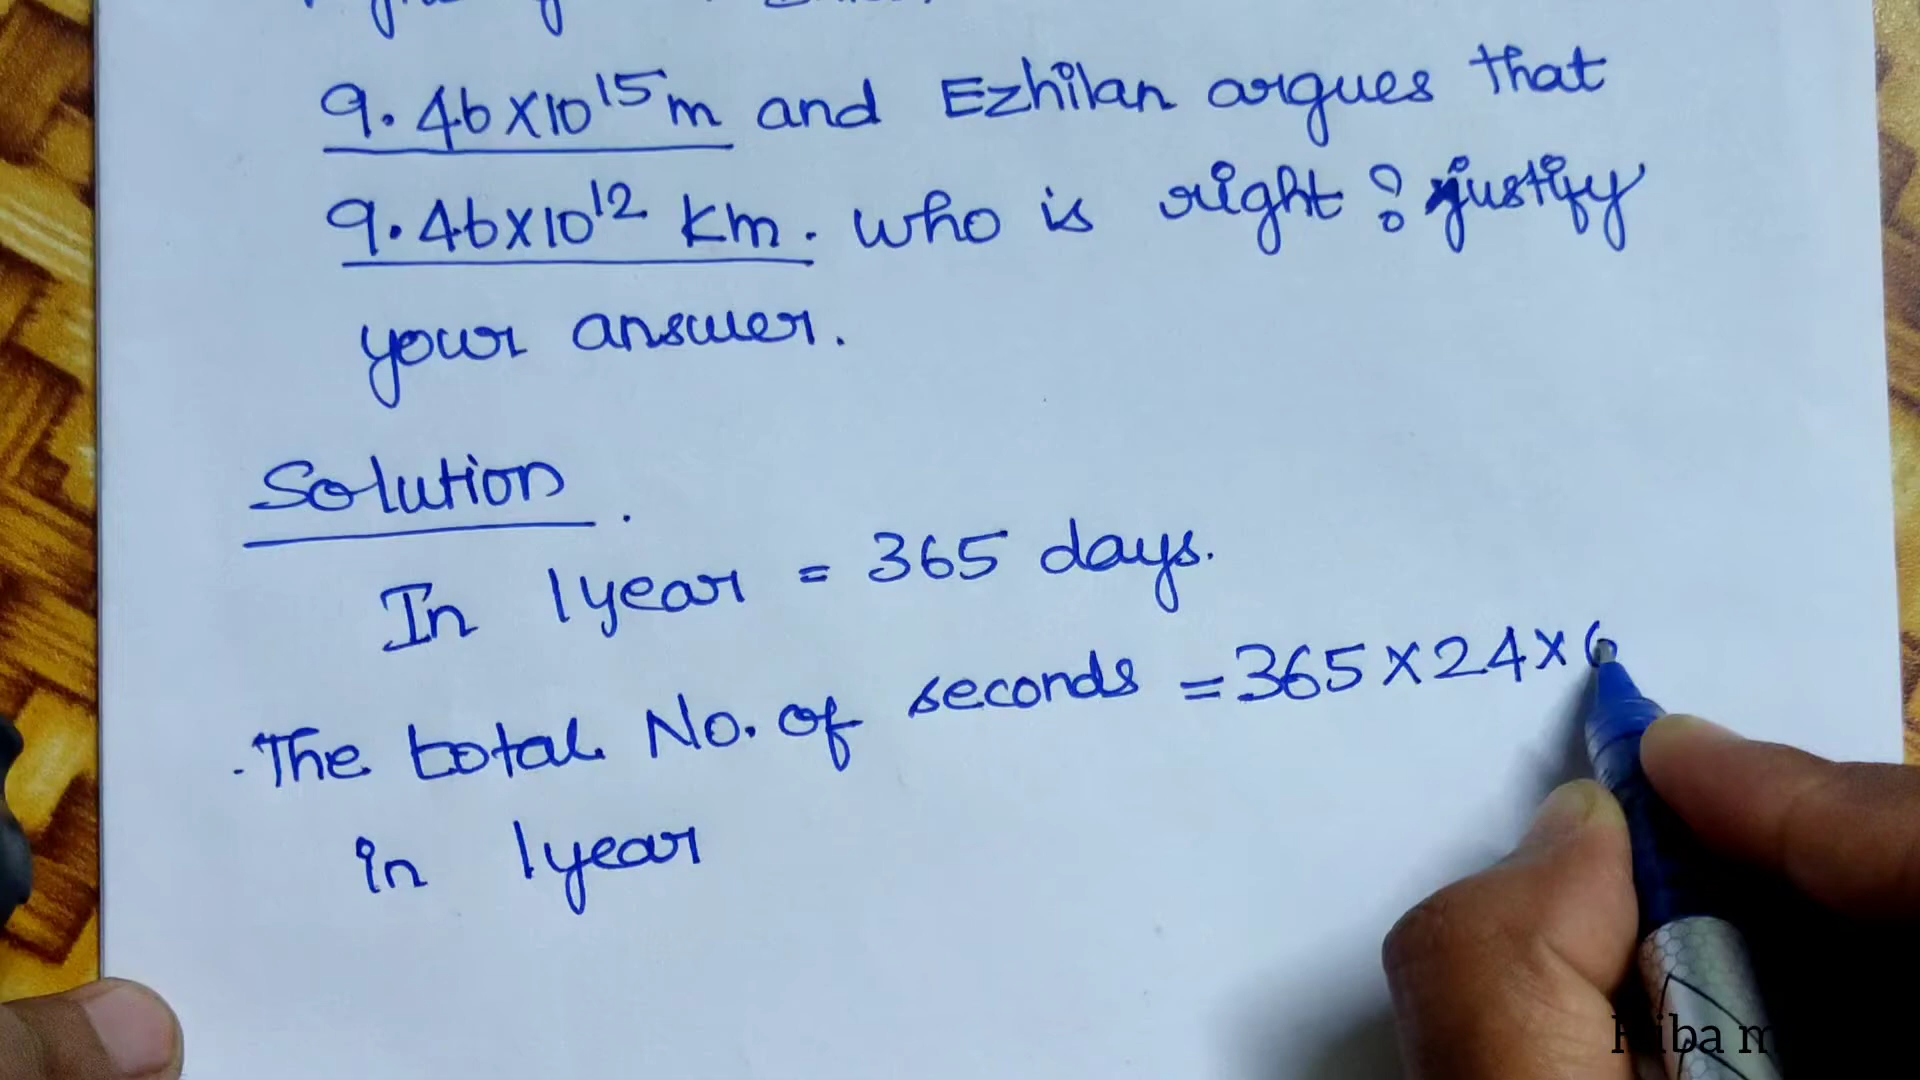 9.46×10¹⁵m and Ezhilan argues that
9.46×10¹² km. who is right? justify
your answer.
Solution.
In 1year = 365 days.
The total No. of seconds = 365×24×6
in 1year